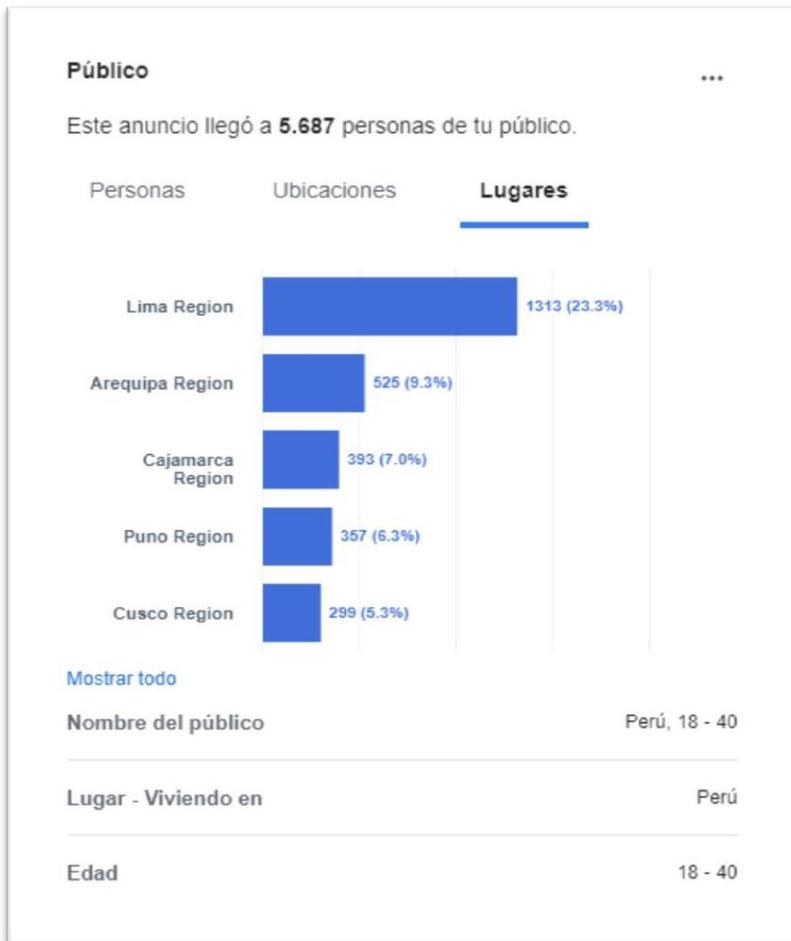 Público
...
Este anuncio llegó a 5.687 personas de tu público.
Personas Ubicaciones Lugares
Lima Region 1313 (23.3%)
Arequipa Region 525 (9.3%)
Cajamarca
Region 393 (7.0%)
Puno Region 357 (6.3%)
Cusco Region 299 (5.3%)
Mostrar todo
Nombre del público Perú, 18 - 40
Lugar - Viviendo en Perú
Edad 18 - 40